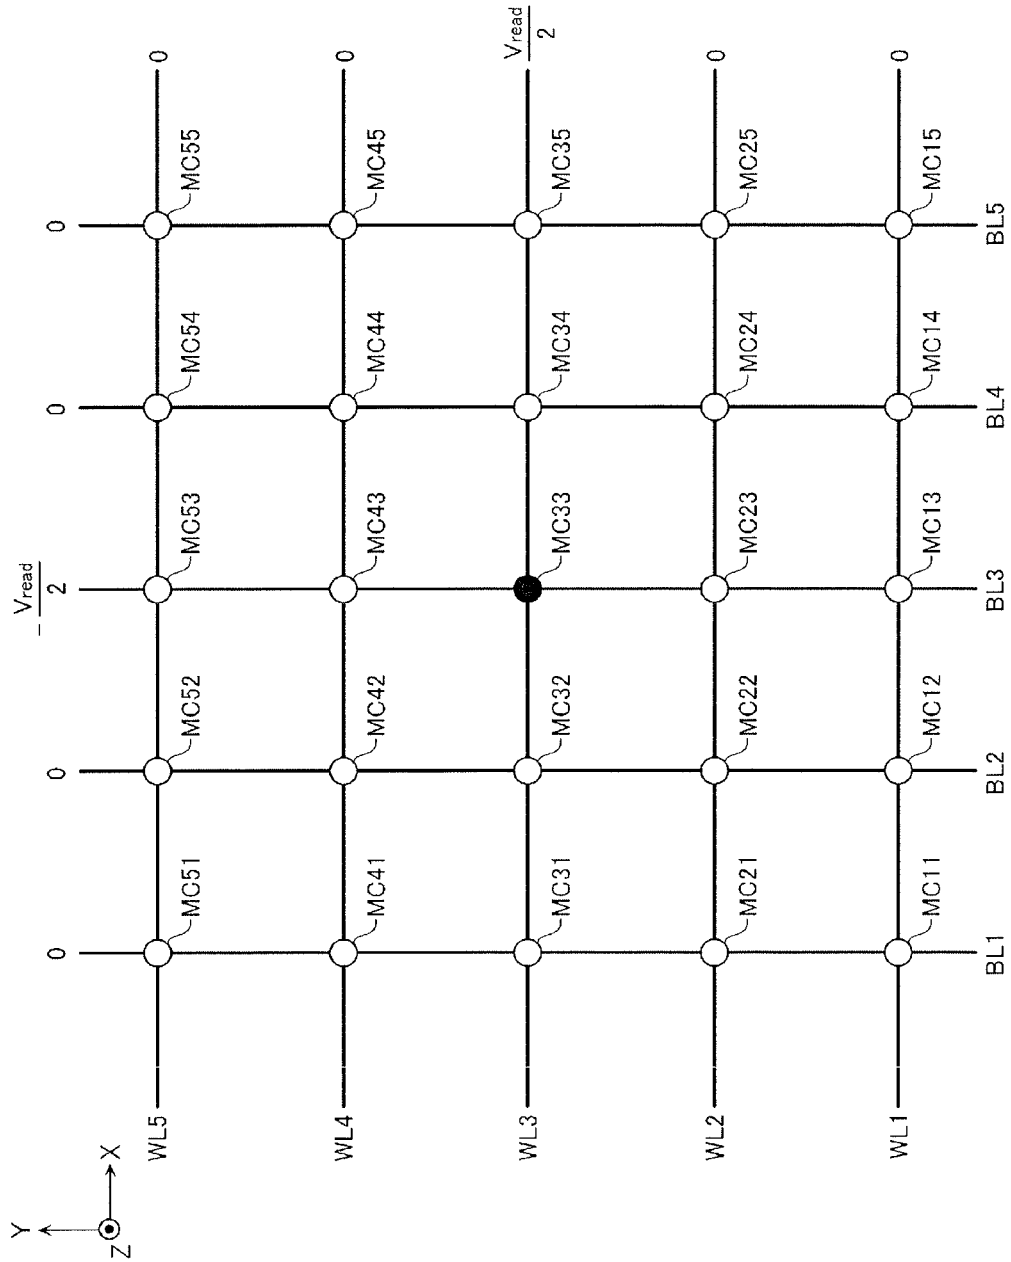 Y
X
Z
0 0 - Vread/2 0 0
WL5 0
MC51 MC52 MC53 MC54 MC55
WL4 0
MC41 MC42 MC43 MC44 MC45
WL3 Vread/2
MC31 MC32 MC33 MC34 MC35
WL2 0
MC21 MC22 MC23 MC24 MC25
WL1 0
MC11 MC12 MC13 MC14 MC15
BL1 BL2 BL3 BL4 BL5